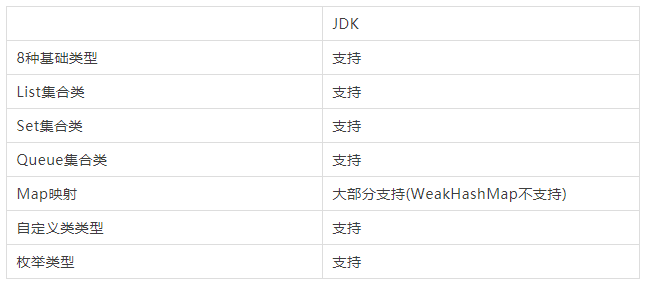 JDK
8种基础类型 支持
List集合类 支持
Set集合类 支持
Queue集合类 支持
Map映射 大部分支持(WeakHashMap不支持)
自定义类类型 支持
枚举类型 支持